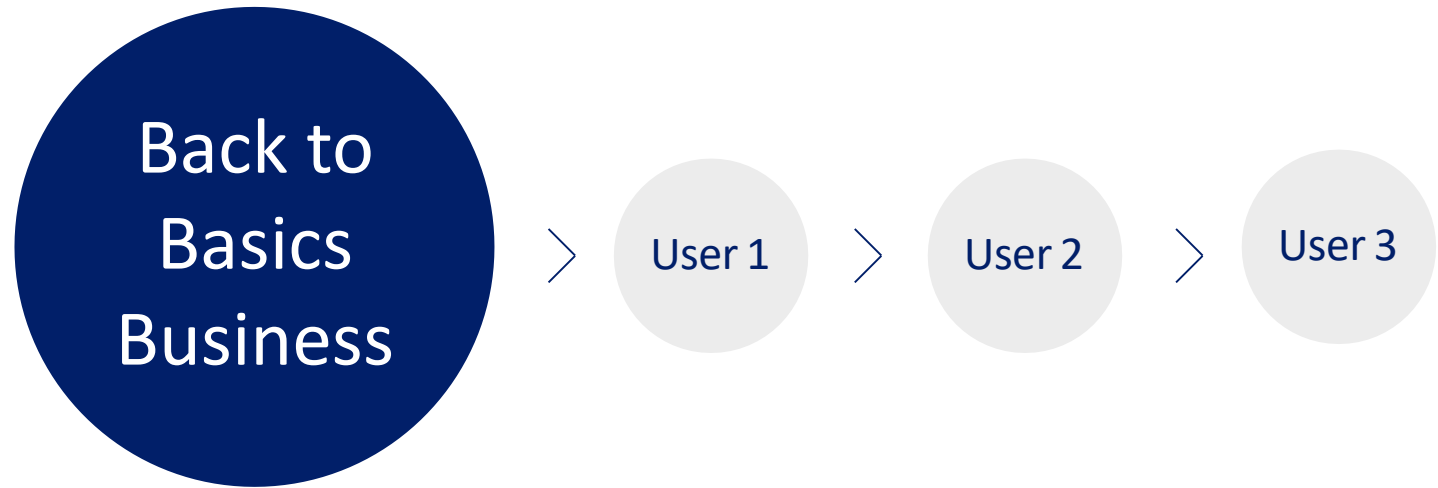 Back to
Basics
Business
User 1
User 2
User 3